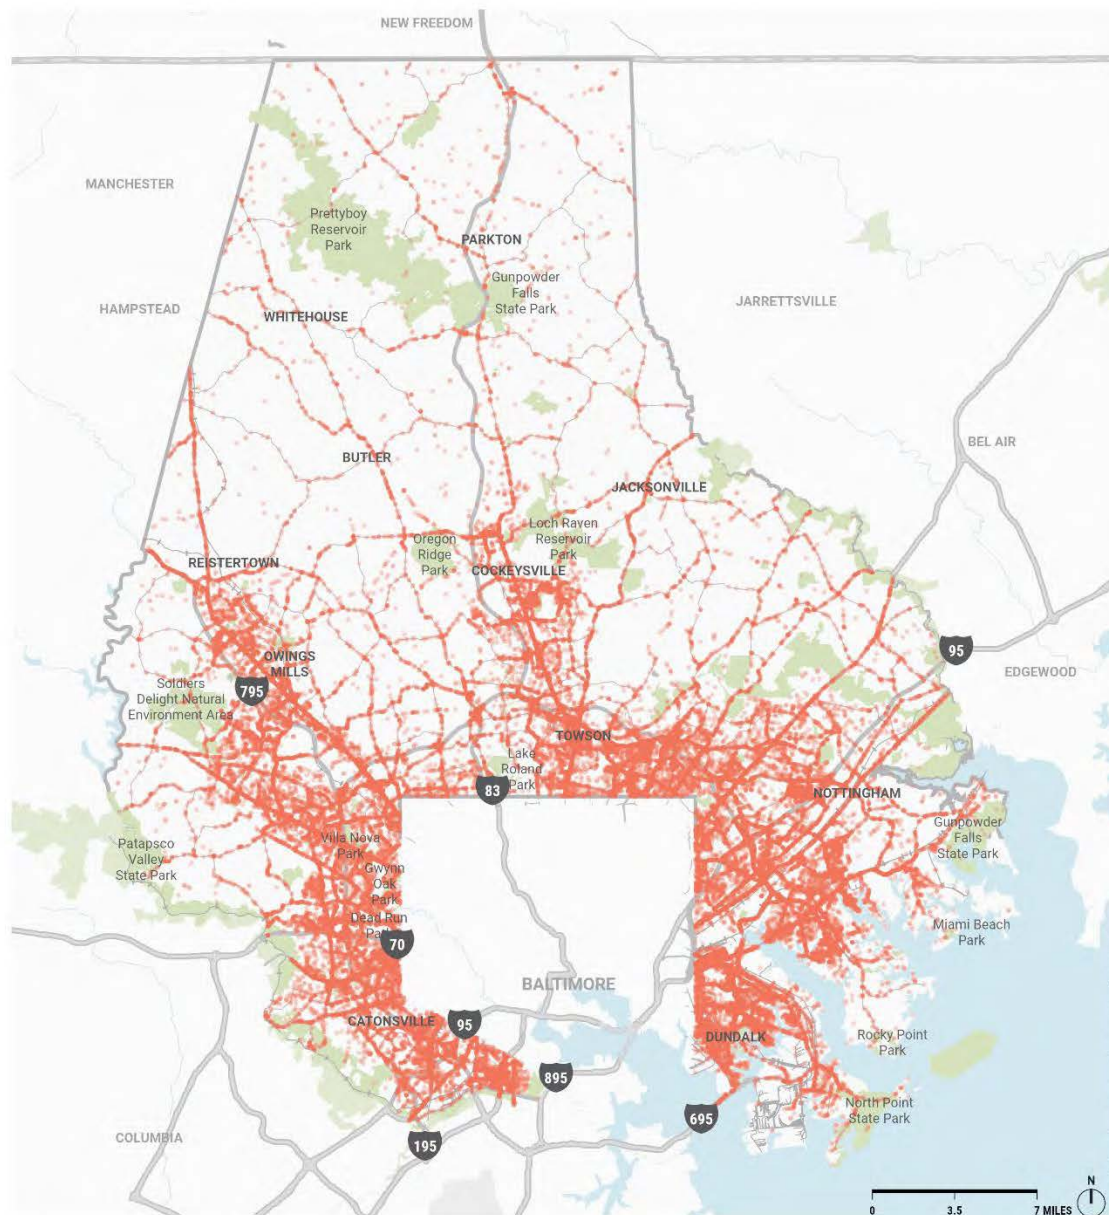 NEW FREEDOM
MANCHESTER
Prettyboy
Reservoir
Park
PARKTON
Gunpowder
Falls
State Park
HAMPSTEAD
WHITEHOUSE
JARRETTSVILLE
BEL AIR
BUTLER
JACKSONVILLE
Loch Raven
Reservoir
Park
Oregon
Ridge
Park
REISTERTOWN
COCKEYSVILLE
OWINGS
MILLS
95
EDGEWOOD
Soldiers
Delight Natural
Environment Area
795
TOWSON
Lake
Roland
Park
83
NOTTINGHAM
Gunpowder
Falls
State Park
Patapsco
Valley
State Park
Villa Nova
Park
Gwynn
Oak
Park
Dead Run
Park
70
Miami Beach
Park
BALTIMORE
CATONSVILLE
95
DUNDALK
Rocky Point
Park
895
695
North Point
State Park
COLUMBIA
195
N
0 3.5 7 MILES